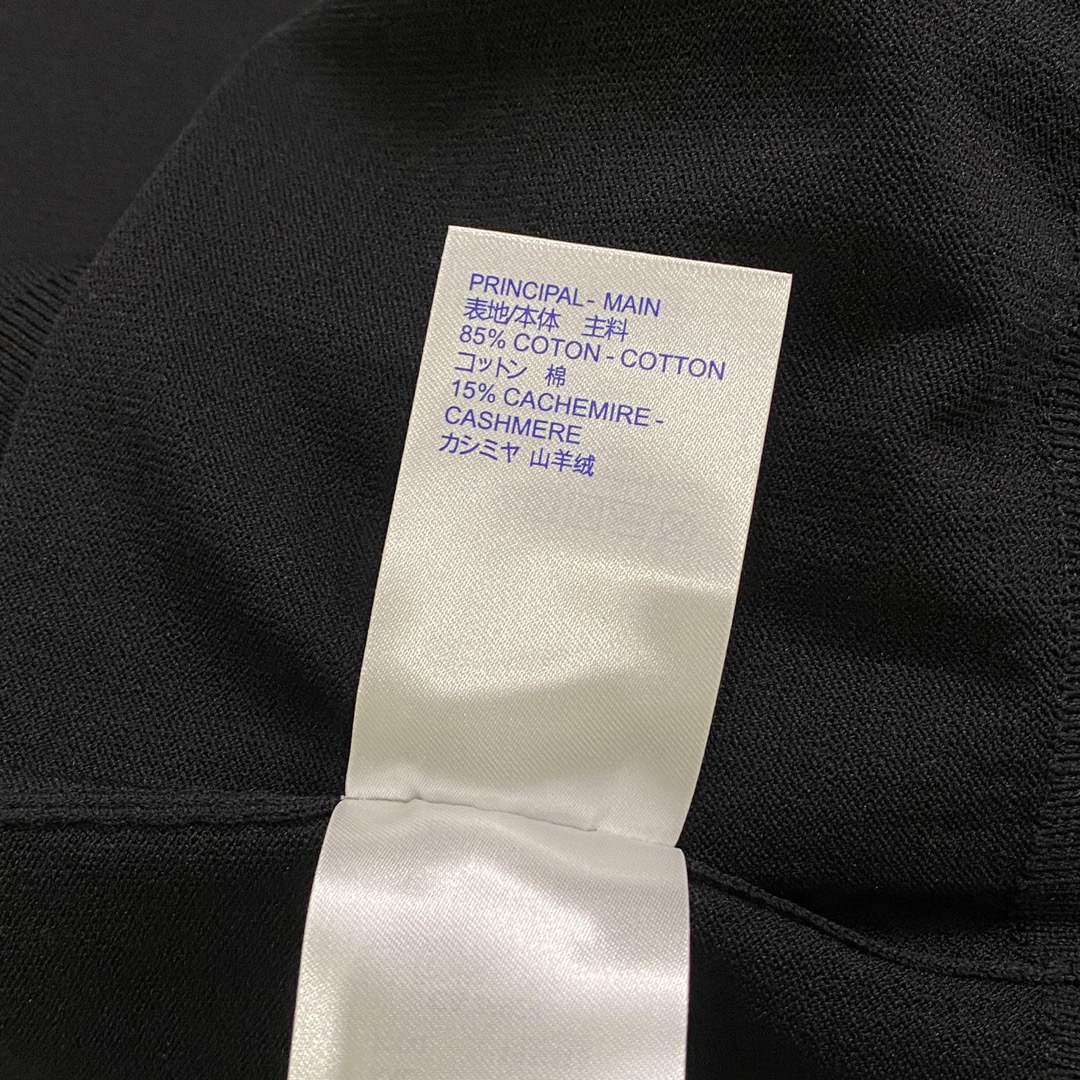 PRINCIPAL - MAIN
表地/本体 主料
85% COTON - COTTON
コットン 棉
15% CACHEMIRE -
CASHMERE
カシミヤ 山羊绒